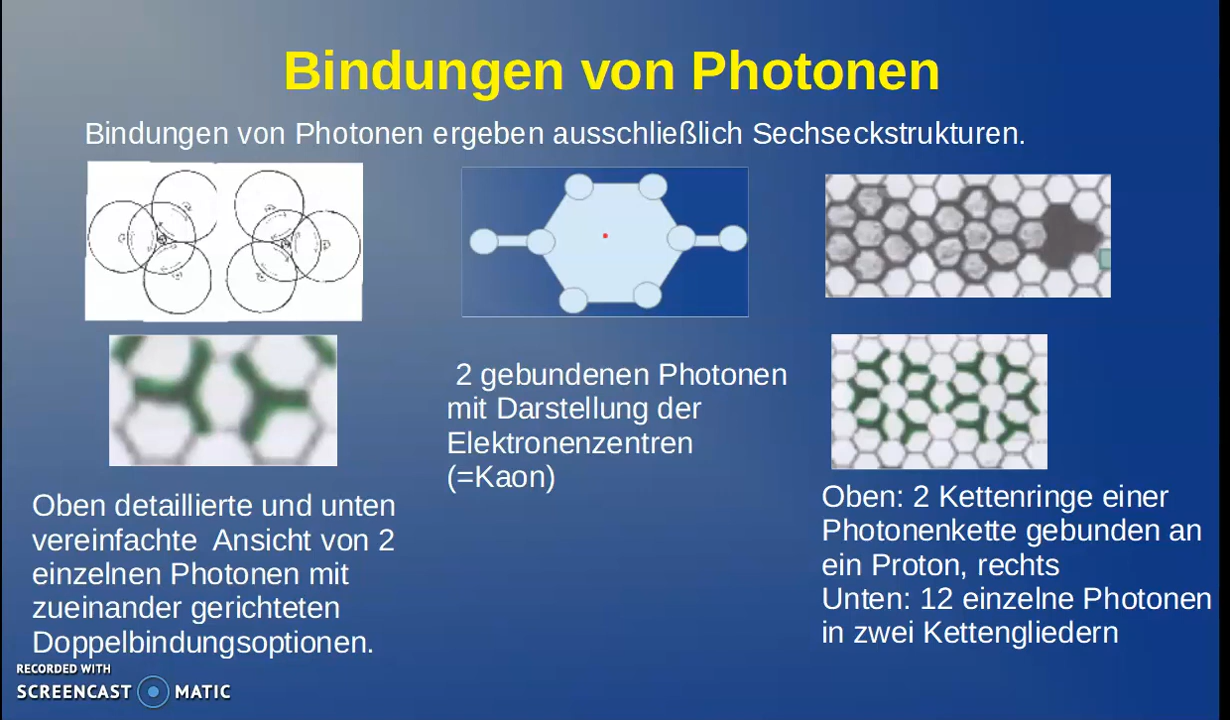 Bindungen von Photonen
Bindungen von Photonen ergeben ausschließlich Sechseckstrukturen.
2 gebundenen Photonen
mit Darstellung der
Elektronenzentren
(=Kaon)
Oben detaillierte und unten
vereinfachte Ansicht von 2
einzelnen Photonen mit
zueinander gerichteten
Doppelbindungsoptionen.
Oben: 2 Kettenringe einer
Photonenkette gebunden an
ein Proton, rechts
Unten: 12 einzelne Photonen
in zwei Kettengliedern
RECORDED WITH
SCREENCAST MATIC